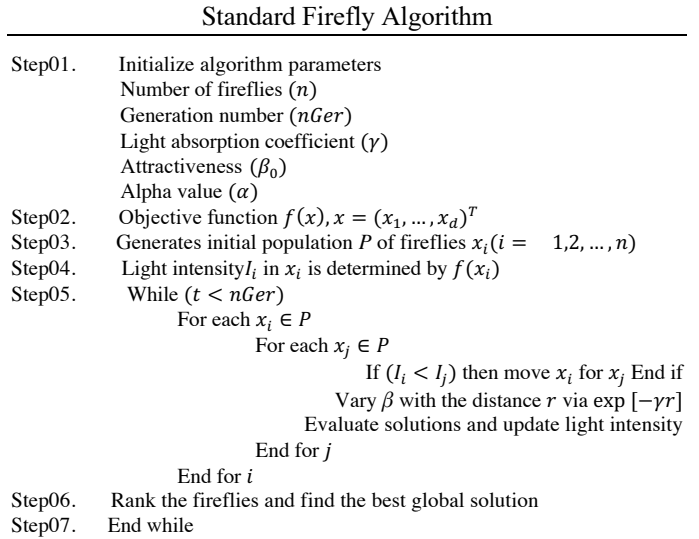 Standard Firefly Algorithm
Step01. Initialize algorithm parameters
Number of fireflies (n)
Generation number (nGer)
Light absorption coefficient (γ)
Attractiveness (β₀)
Alpha value (α)
Step02. Objective function f(x), x = (x₁, … , x_d)ᵀ
Step03. Generates initial population P of fireflies xᵢ(i = 1,2, … , n)
Step04. Light intensityIᵢ in xᵢ is determined by f(xᵢ)
Step05. While (t < nGer)
For each xᵢ ∈ P
For each xⱼ ∈ P
If (Iᵢ < Iⱼ) then move xᵢ for xⱼ End if
Vary β with the distance r via exp [−γr]
Evaluate solutions and update light intensity
End for j
End for i
Step06. Rank the fireflies and find the best global solution
Step07. End while